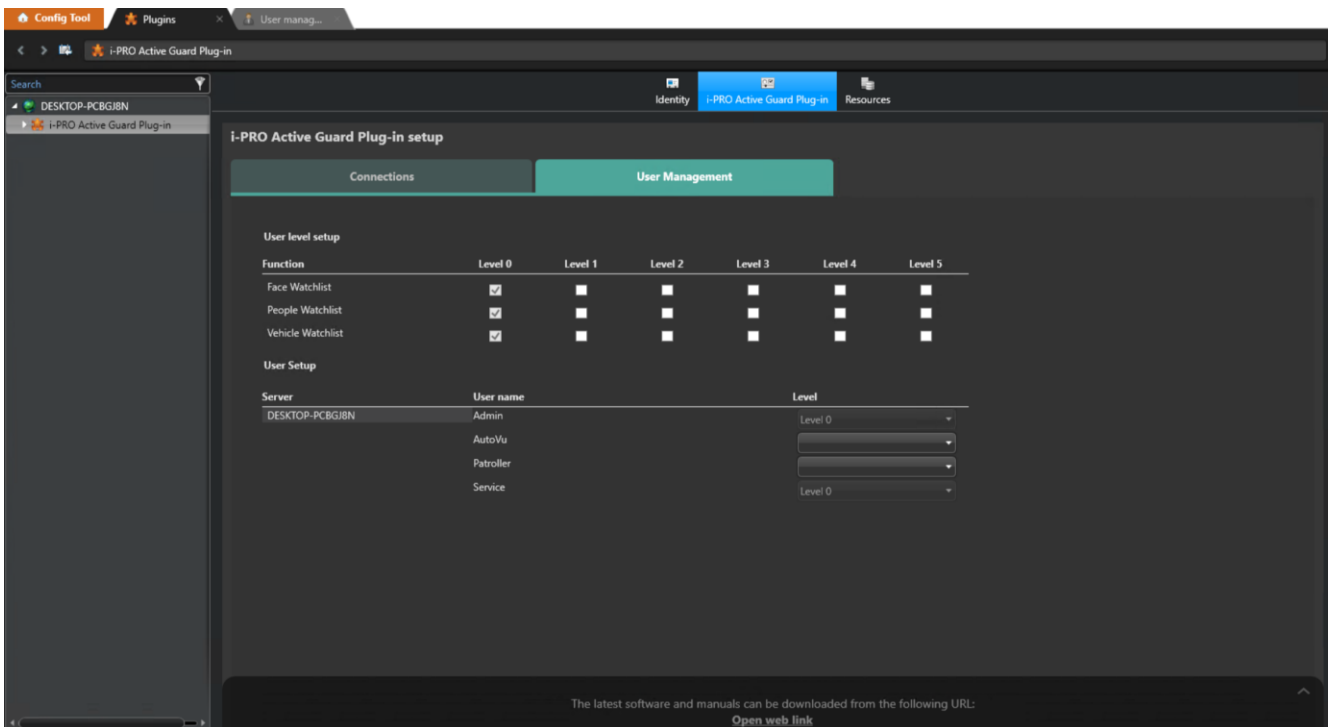 Config Tool Plugins User manag...
i-PRO Active Guard Plug-in
Search
DESKTOP-PCBGJ8N
i-PRO Active Guard Plug-in
Identity i-PRO Active Guard Plug-in Resources
i-PRO Active Guard Plug-in setup
Connections User Management
User level setup
Function Level 0 Level 1 Level 2 Level 3 Level 4 Level 5
Face Watchlist
People Watchlist
Vehicle Watchlist
User Setup
Server User name Level
DESKTOP-PCBGJ8N Admin Level 0
AutoVu
Patroller
Service Level 0
The latest software and manuals can be downloaded from the following URL:
Open web link